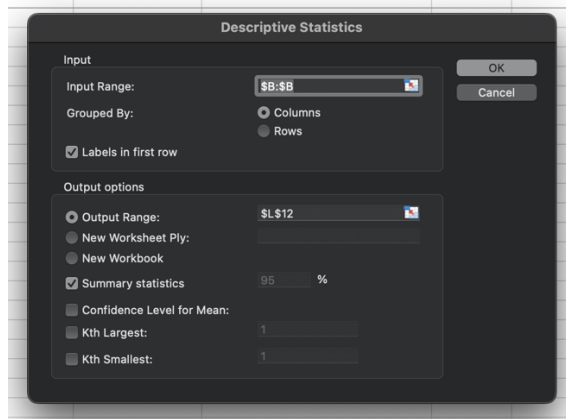 Descriptive Statistics
Input
OK
Input Range: $B:$B
Cancel
Grouped By: Columns
Rows
Labels in first row
Output options
Output Range: $L$12
New Worksheet Ply:
New Workbook
Summary statistics 95 %
Confidence Level for Mean:
Kth Largest: 1
Kth Smallest: 1